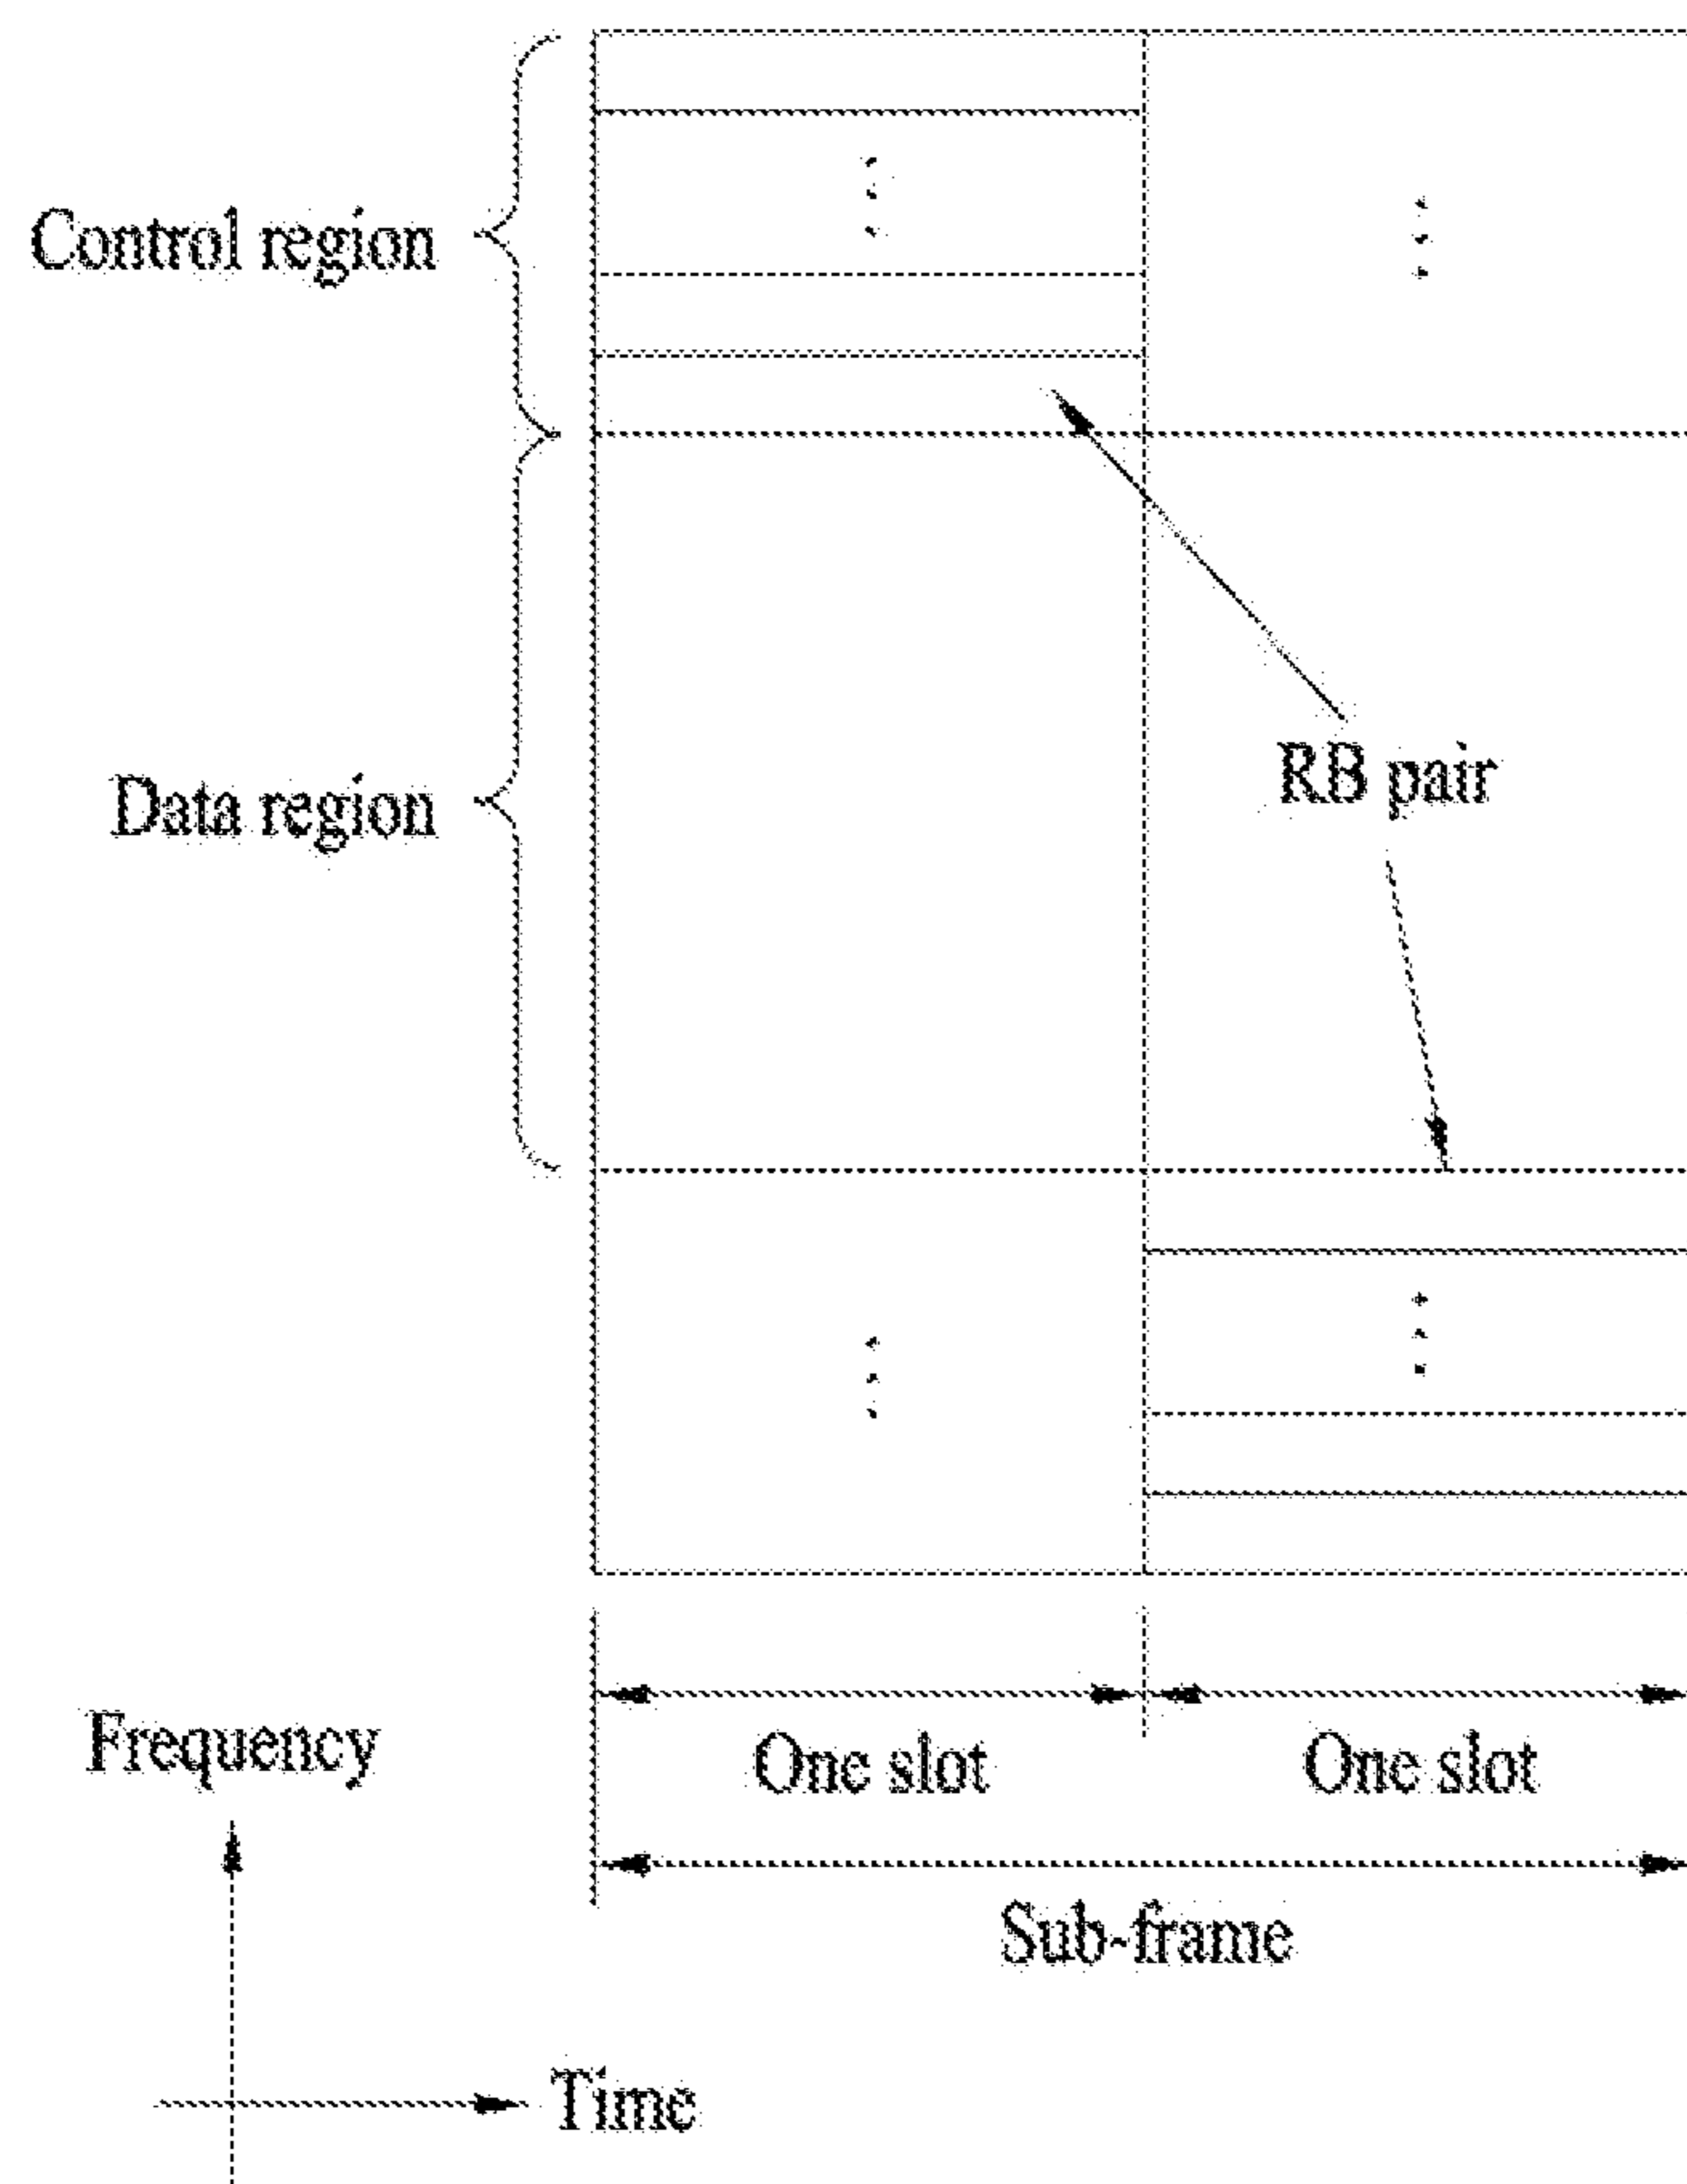 Control region
Data region
RB pair
One slot
One slot
Sub-frame
Frequency
Time